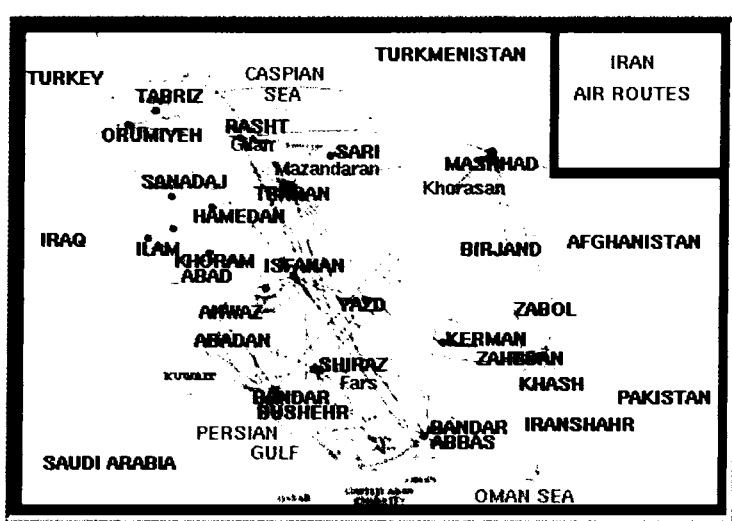 TURKMENISTAN
IRAN
AIR ROUTES
TURKEY
CASPIAN
SEA
TABRIZ
ORUMIYEH
RASHT
SARI
Mazandaran
MASHHAD
Khorasan
SANADAJ
TEHRAN
HAMEDAN
IRAQ
ILAM
KHORAM
ABAD
ISFAHAN
BIRJAND
AFGHANISTAN
AHWAZ
YAZD
ZABOL
ABADAN
KERMAN
SHIRAZ
Fars
KUWAIT
KHASH
PAKISTAN
BANDAR
BUSHEHR
IRANSHAHR
BANDAR
ABBAS
PERSIAN
GULF
SAUDI ARABIA
OMAN SEA